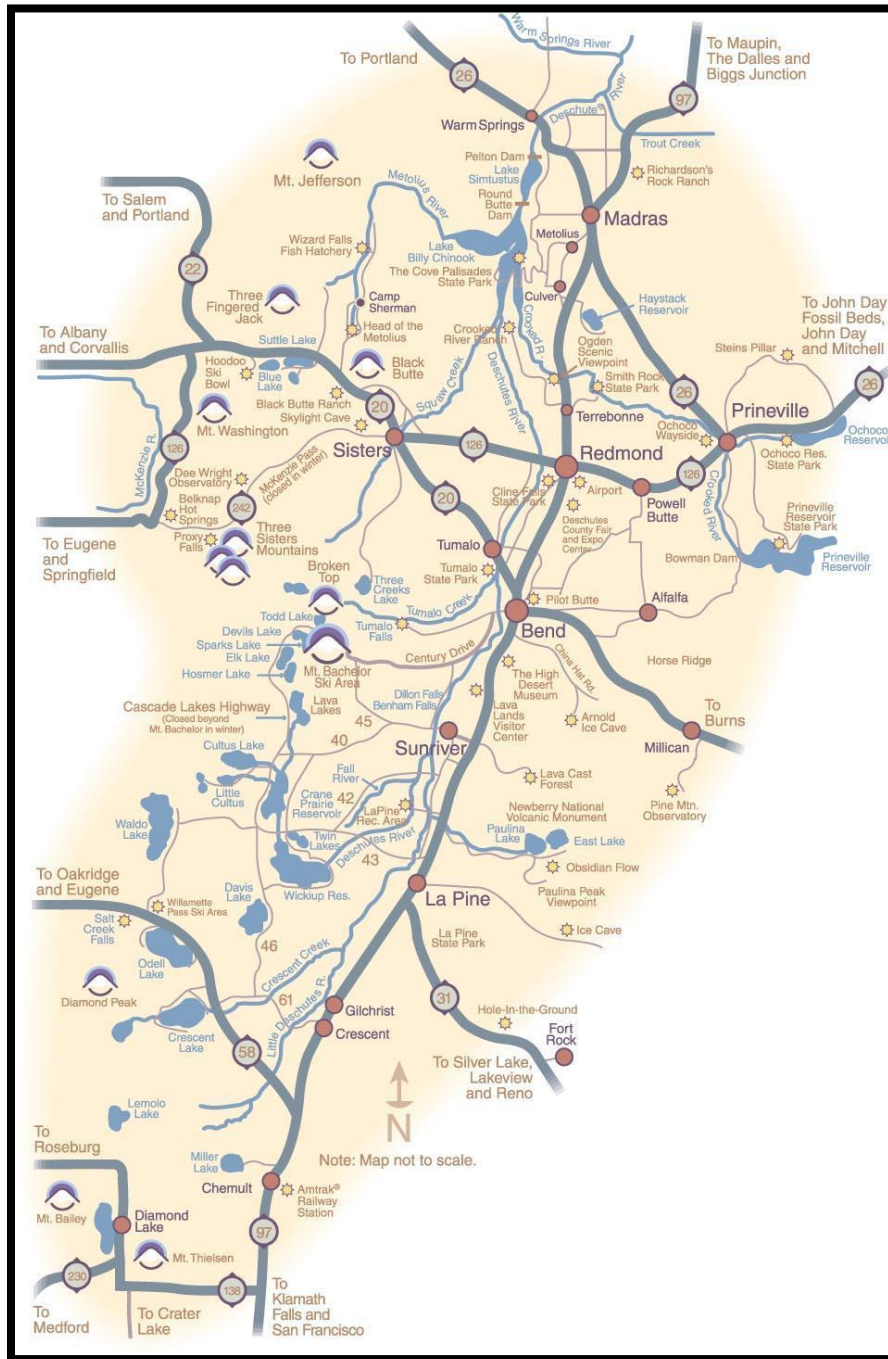 Warm Springs River
To Portland
26
To Maupin,
The Dalles and
Biggs Junction
97
Deschutes River
Warm Springs
Trout Creek
Pelton Dam
Lake
Simtustus
Richardson's
Rock Ranch
Mt. Jefferson
Metolius River
Round
Butte
Dam
Madras
To Salem
and Portland
Metolius
Wizard Falls
Fish Hatchery
Lake
Billy Chinook
The Cove Palisades
State Park
22
Culver
Three
Fingered
Jack
Camp
Sherman
Haystack
Reservoir
To John Day
Fossil Beds,
John Day
and Mitchell
To Albany
and Corvallis
Suttle Lake
Head of the
Metolius
Crooked
River Ranch
Crooked R.
Ogden
Scenic
Viewpoint
Steins Pillar
Hoodoo
Ski
Bowl
Blue
Lake
Black
Butte
Squaw Creek
Deschutes River
Smith Rock
State Park
26
26
Black Butte Ranch
Skylight Cave
20
Mt. Washington
Terrebonne
Prineville
Ochoco
Reservoir
Sisters
126
Ochoco
Wayside
Ochoco Res.
State Park
McKenzie R.
126
McKenzie Pass
(closed in winter)
Redmond
Dee Wright
Observatory
Cline Falls
State Park
Airport
126
Powell
Butte
Crooked River
Belknap
Hot
Springs
242
20
Deschutes
County Fair
and Expo
Center
Prineville
Reservoir
State Park
Proxy
Falls
Three
Sisters
Mountains
To Eugene
and
Springfield
Tumalo
Bowman Dam
Prineville
Reservoir
Broken
Top
Three
Creeks
Lake
Tumalo
State Park
Tumalo Creek
Pilot Butte
Alfalfa
Todd Lake
Devils Lake
Sparks Lake
Elk Lake
Hosmer Lake
Tumalo
Falls
Bend
Mt. Bachelor
Ski Area
Century Drive
China Hat Rd.
Horse Ridge
The High
Desert
Museum
Dillon Falls
Benham Falls
Lava
Lands
Visitor
Center
To
Burns
Cascade Lakes Highway
(Closed beyond
Mt. Bachelor in winter)
Lava
Lakes
45
Arnold
Ice Cave
Sunriver
40
Millican
Cultus Lake
Fall
River
Lava Cast
Forest
Little
Cultus
Crane
Prairie
Reservoir
42
LaPine
Rec. Area
Newberry National
Volcanic Monument
Pine Mtn.
Observatory
Waldo
Lake
Twin
Lakes
Deschutes River
Paulina
Lake
East Lake
43
Obsidian Flow
To Oakridge
and Eugene
Wickiup Res.
Paulina Peak
Viewpoint
Davis
Lake
La Pine
Willamette
Pass Ski Area
Salt
Creek
Falls
La Pine
State Park
Ice Cave
Odell
Lake
46
Crescent Creek
Diamond Peak
61
Little Deschutes R.
31
Gilchrist
Crescent
Hole-In-the-Ground
Fort
Rock
Crescent
Lake
58
To Silver Lake,
Lakeview
and Reno
N
Lemolo
Lake
To
Roseburg
Note: Map not to scale.
Miller
Lake
Chemult
Amtrak®
Railway
Station
Mt. Bailey
Diamond
Lake
97
Mt. Thielsen
230
138
To
Medford
To Crater
Lake
To
Klamath
Falls and
San Francisco